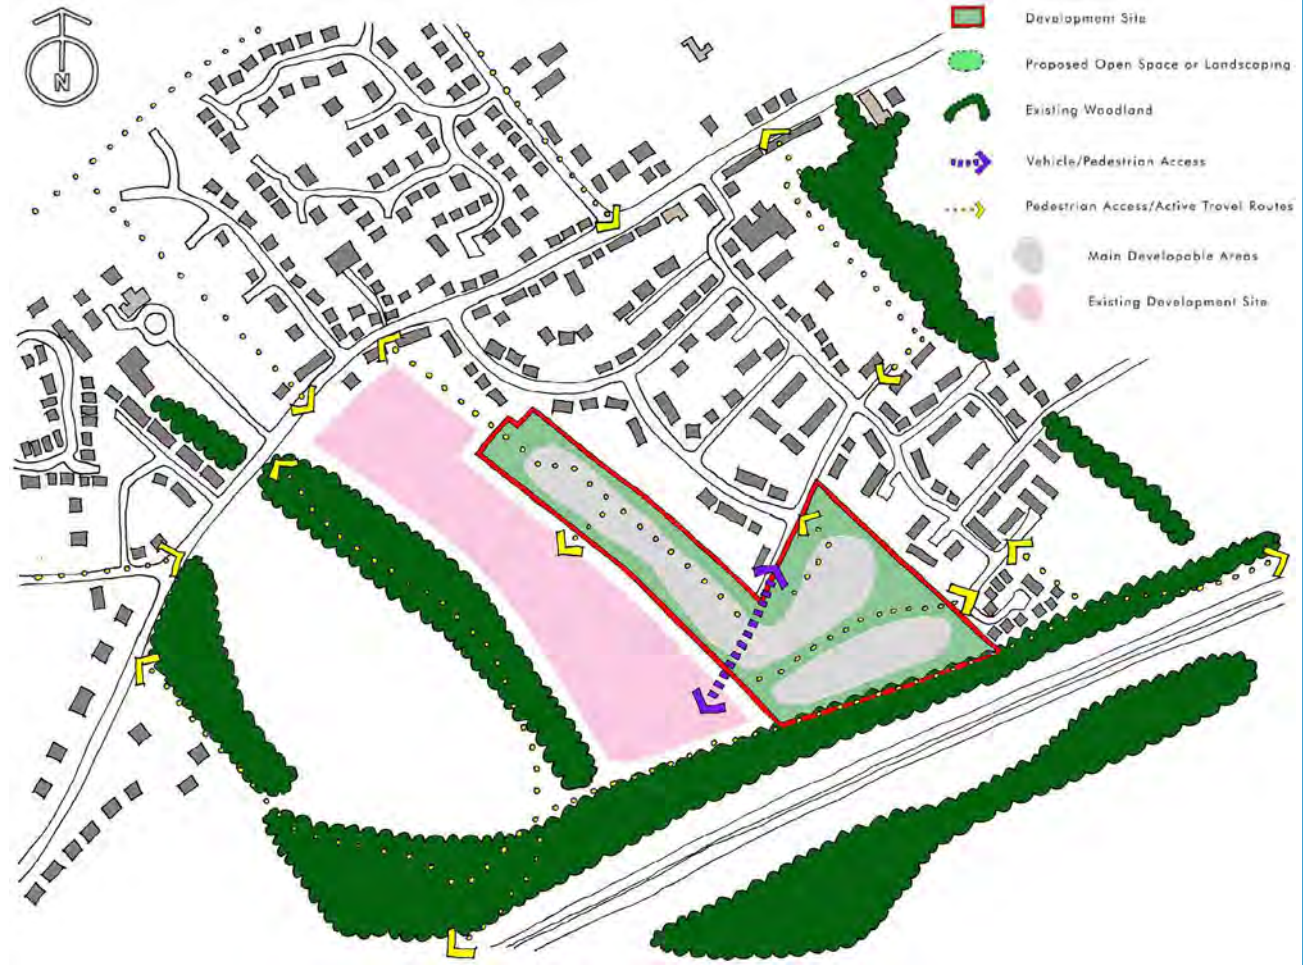 N
Development Site
Proposed Open Space or Landscaping
Existing Woodland
Vehicle/Pedestrian Access
Pedestrian Access/Active Travel Routes
Main Developable Areas
Existing Development Site